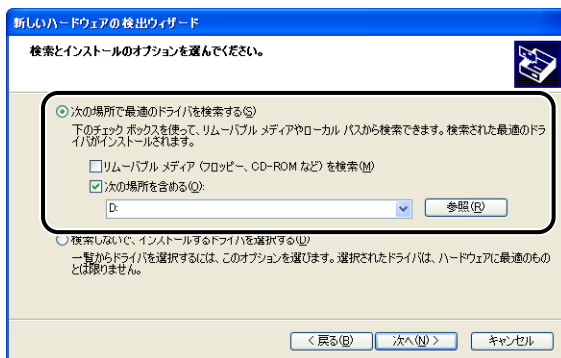 新しいハードウェアの検出ウィザード
検索とインストールのオプションを選んでください。
次の場所で最適のドライバを検索する(S)
下のチェック ボックスを使って、リムーバブル メディアやローカル パスから検索できます。検索された最適のドラ
イバがインストールされます。
リムーバブル メディア (フロッピー、CD-ROM など) を検索(M)
次の場所を含める(O):
D:
参照(R)
検索しないで、インストールするドライバを選択する(D)
一覧からドライバを選択するには、このオプションを選びます。選択されたドライバは、ハードウェアに最適のもの
とは限りません。
< 戻る(B)
次へ(N) >
キャンセル